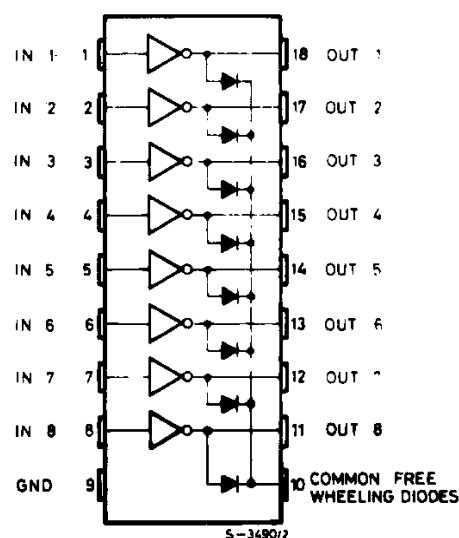 IN 1 1 18 OUT 1
IN 2 2 17 OUT 2
IN 3 3 16 OUT 3
IN 4 4 15 OUT 4
IN 5 5 14 OUT 5
IN 6 6 13 OUT 6
IN 7 7 12 OUT
IN 8 8 11 OUT 8
GND 9 10 COMMON FREE
WHEELING DIODES
S-3490/2